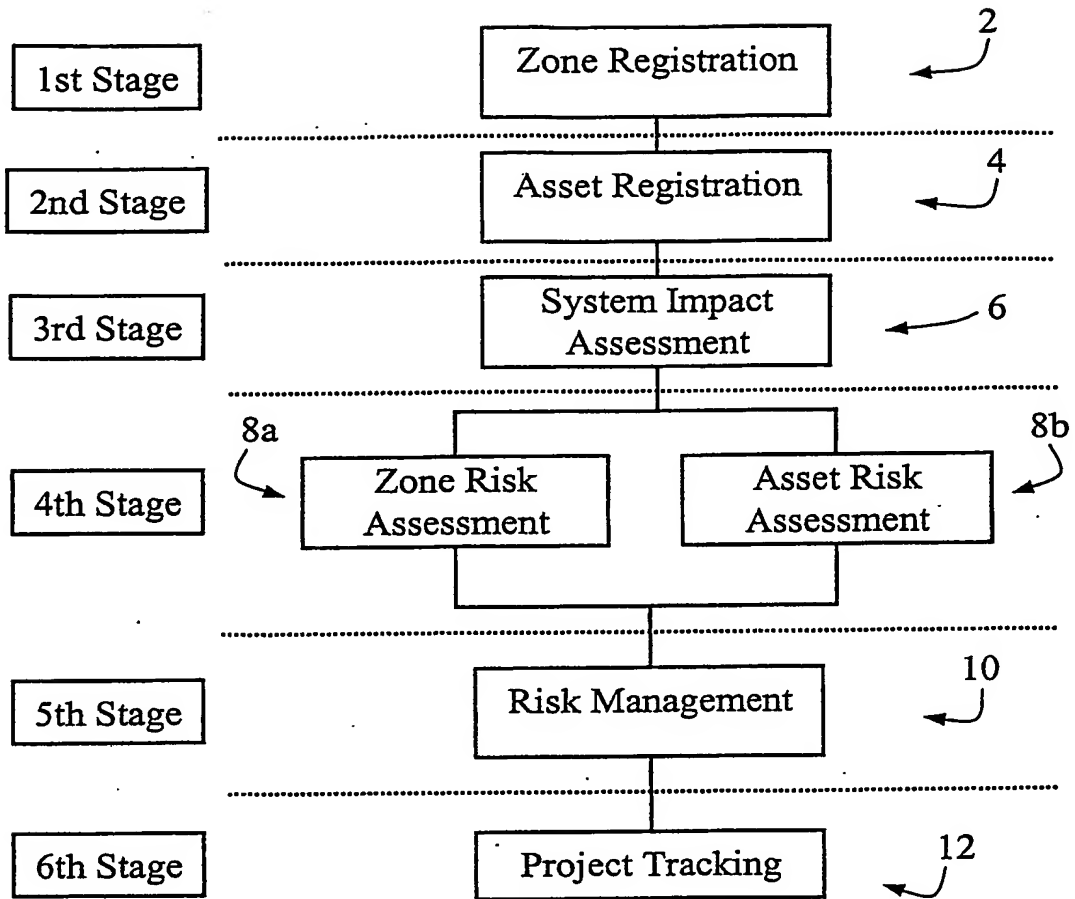 1st Stage
Zone Registration
2
2nd Stage
Asset Registration
4
3rd Stage
System Impact
Assessment
6
4th Stage
8a
Zone Risk
Assessment
Asset Risk
Assessment
8b
5th Stage
Risk Management
10
6th Stage
Project Tracking
12